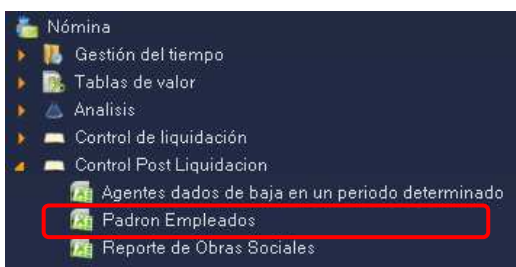 Nómina
Gestión del tiempo
Tablas de valor
Analisis
Control de liquidación
Control Post Liquidacion
Agentes dados de baja en un periodo determinado
Padron Empleados
Reporte de Obras Sociales